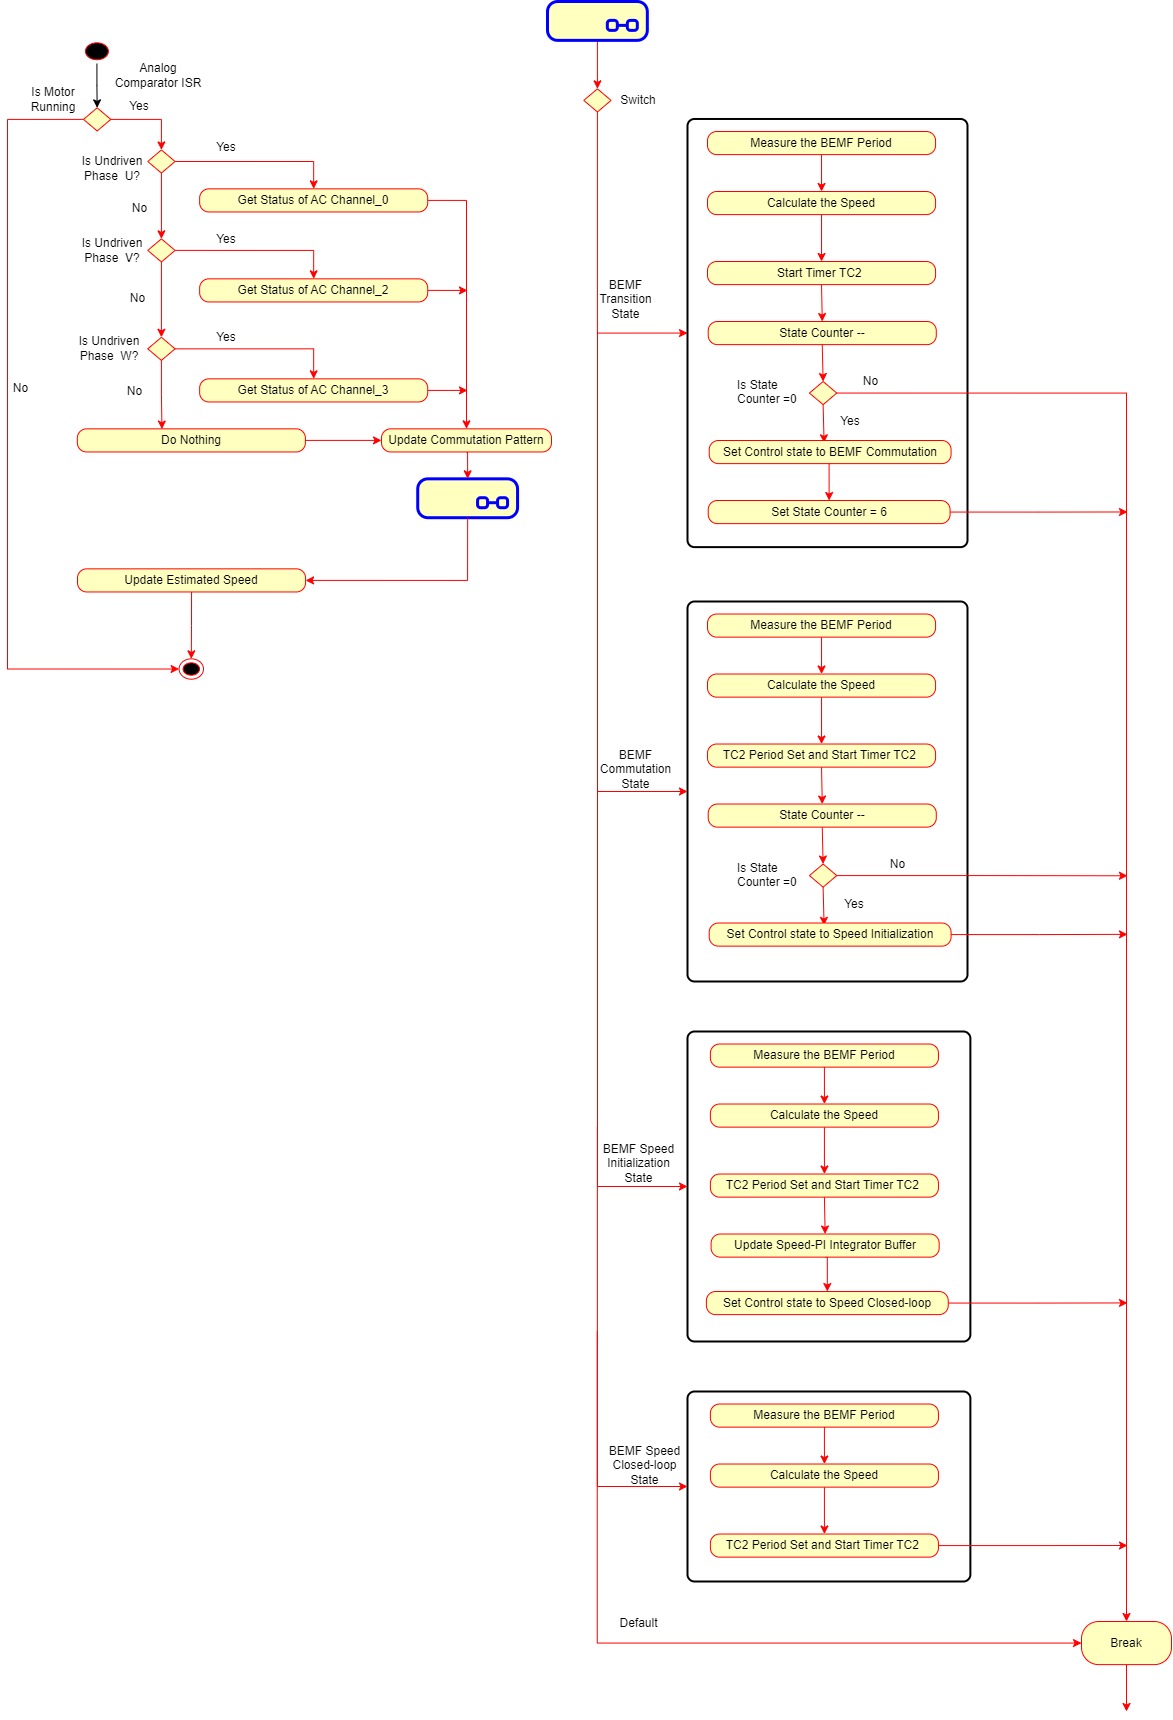 Analog
Comparator ISR
Is Motor
Running
Yes
Is Undriven
Phase  U?
Yes
Get Status of AC Channel_0
No
Is Undriven
Phase  V?
Yes
Get Status of AC Channel_2
No
Is Undriven
Phase  W?
Yes
Get Status of AC Channel_3
No
No
Do Nothing
Update Commutation Pattern
Update Estimated Speed
Switch
BEMF
Transition
State
Measure the BEMF Period
Calculate the Speed
Start Timer TC2
State Counter --
Is State
Counter =0
No
Yes
Set Control state to BEMF Commutation
Set State Counter = 6
BEMF
Commutation
State
Measure the BEMF Period
Calculate the Speed
TC2 Period Set and Start Timer TC2
State Counter --
Is State
Counter =0
No
Yes
Set Control state to Speed Initialization
BEMF Speed
Initialization
State
Measure the BEMF Period
Calculate the Speed
TC2 Period Set and Start Timer TC2
Update Speed-PI Integrator Buffer
Set Control state to Speed Closed-loop
BEMF Speed
Closed-loop
State
Measure the BEMF Period
Calculate the Speed
TC2 Period Set and Start Timer TC2
Default
Break